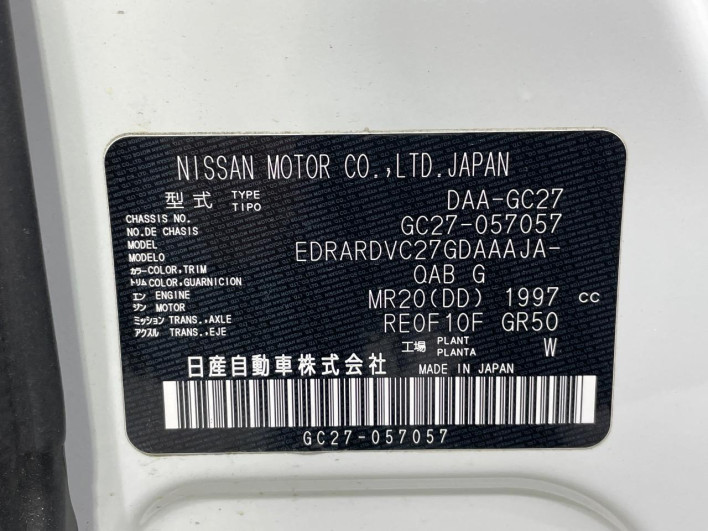 NISSAN MOTOR CO.,LTD.JAPAN
型式 TYPE TIPO DAA-GC27
CHASSIS NO. NO.DE CHASIS GC27-057057
MODEL MODELO EDRARDVC27GDAAAJA-
カラー COLOR,TRIM トリム COLOR,GUARNICION QAB G
エン ENGINE ジン MOTOR MR20(DD) 1997 CC
ミッション TRANS.,AXLE アクスル TRANS.,EJE RE0F10F GR50
工場 PLANT PLANTA W
日産自動車株式会社 MADE IN JAPAN
GC27-057057